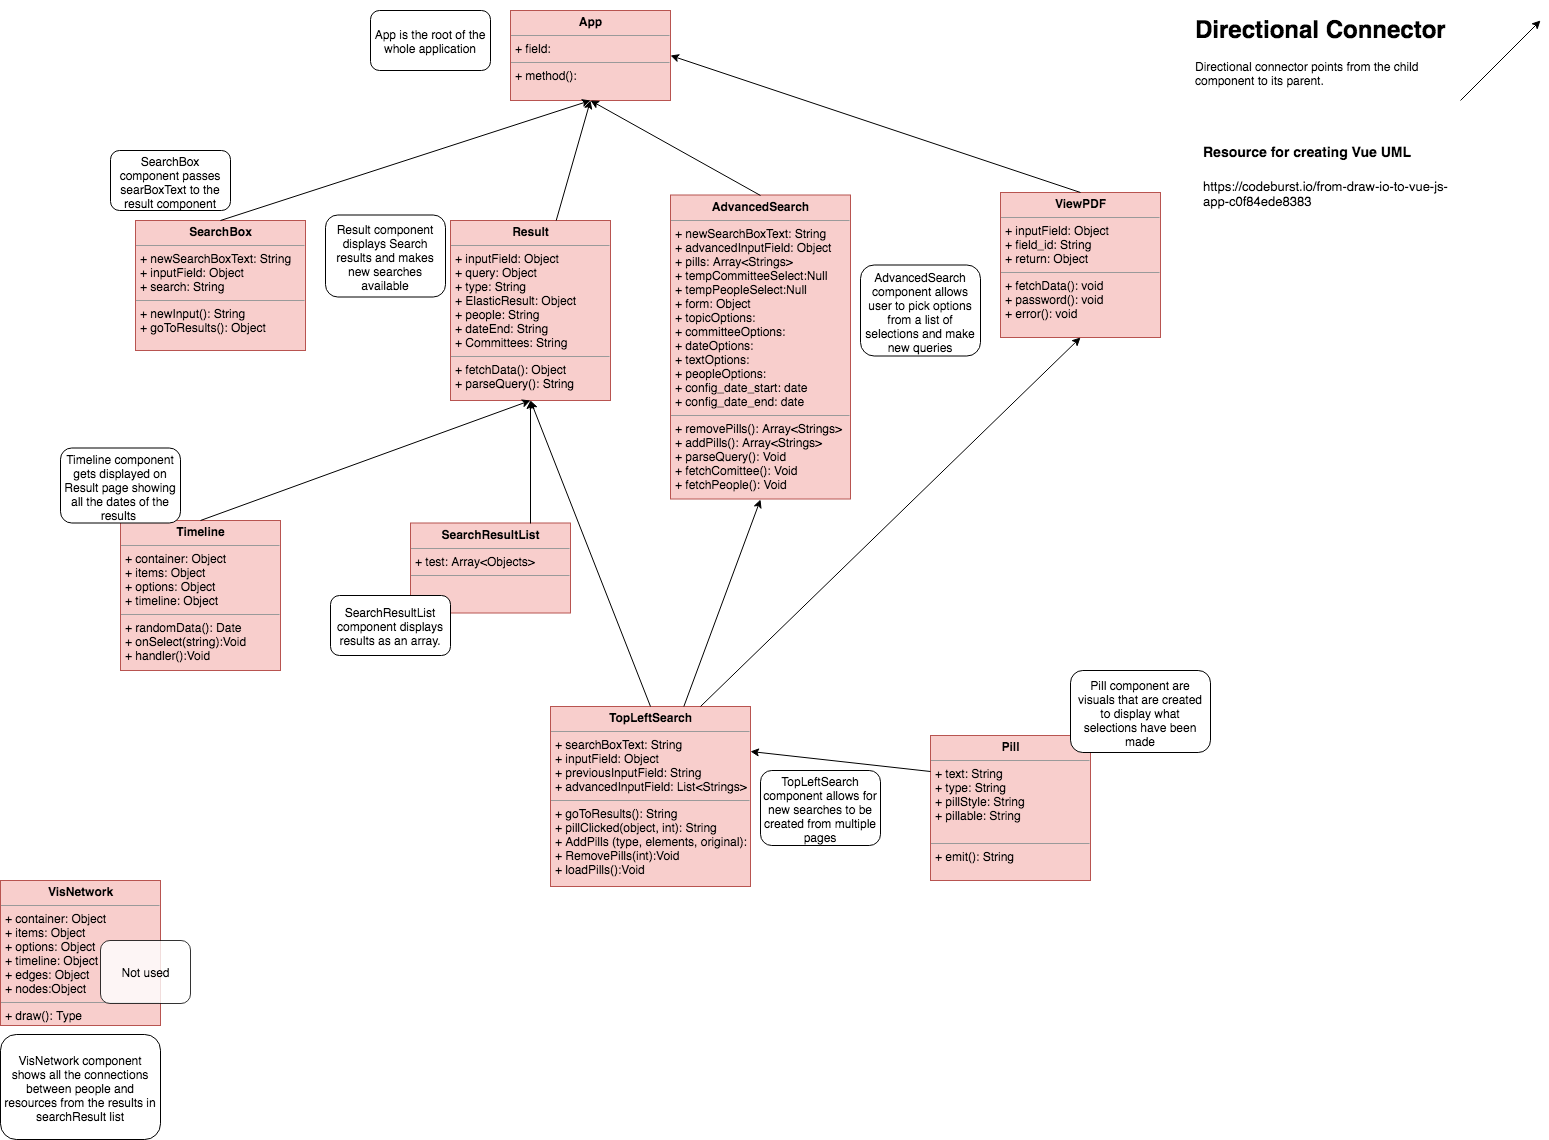 App is the root of the
whole application
App
+ field:
+ method():
Directional Connector
Directional connector points from the child
component to its parent.
Resource for creating Vue UML
https://codeburst.io/from-draw-io-to-vue-js-
app-c0f84ede8383
SearchBox
component passes
searBoxText to the
result component
SearchBox
+ newSearchBoxText: String
+ inputField: Object
+ search: String
+ newInput(): String
+ goToResults(): Object
Result component
displays Search
results and makes
new searches
available
Result
+ inputField: Object
+ query: Object
+ type: String
+ ElasticResult: Object
+ people: String
+ dateEnd: String
+ Committees: String
+ fetchData(): Object
+ parseQuery(): String
AdvancedSearch
+ newSearchBoxText: String
+ advancedInputField: Object
+ pills: Array<Strings>
+ tempCommitteeSelect:Null
+ tempPeopleSelect:Null
+ form: Object
+ topicOptions:
+ committeeOptions:
+ dateOptions:
+ textOptions:
+ peopleOptions:
+ config_date_start: date
+ config_date_end: date
+ removePills(): Array<Strings>
+ addPills(): Array<Strings>
+ parseQuery(): Void
+ fetchComittee(): Void
+ fetchPeople(): Void
AdvancedSearch
component allows
user to pick options
from a list of
selections and make
new queries
ViewPDF
+ inputField: Object
+ field_id: String
+ return: Object
+ fetchData(): void
+ password(): void
+ error(): void
Timeline component
gets displayed on
Result page showing
all the dates of the
results
Timeline
+ container: Object
+ items: Object
+ options: Object
+ timeline: Object
+ randomData(): Date
+ onSelect(string):Void
+ handler():Void
SearchResultList
+ test: Array<Objects>
SearchResultList
component displays
results as an array.
TopLeftSearch
+ searchBoxText: String
+ inputField: Object
+ previousInputField: String
+ advancedInputField: List<Strings>
+ goToResults(): String
+ pillClicked(object, int): String
+ AddPills (type, elements, original):
+ RemovePills(int):Void
+ loadPills():Void
TopLeftSearch
component allows for
new searches to be
created from multiple
pages
Pill component are
visuals that are created
to display what
selections have been
made
Pill
+ text: String
+ type: String
+ pillStyle: String
+ pillable: String
+ emit(): String
VisNetwork
+ container: Object
+ items: Object
+ options: Object
+ timeline: Object
+ edges: Object
+ nodes:Object
+ draw(): Type
Not used
VisNetwork component
shows all the connections
between people and
resources from the results in
searchResult list